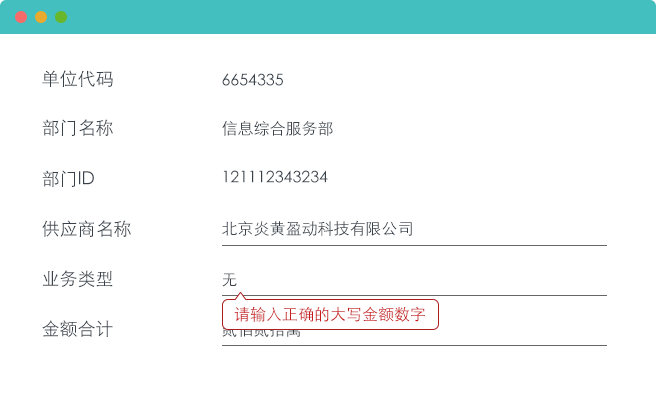 单位代码 6654335
部门名称 信息综合服务部
部门ID 121112343234
供应商名称 北京炎黄盈动科技有限公司
业务类型 无
请输入正确的大写金额数字
金额合计